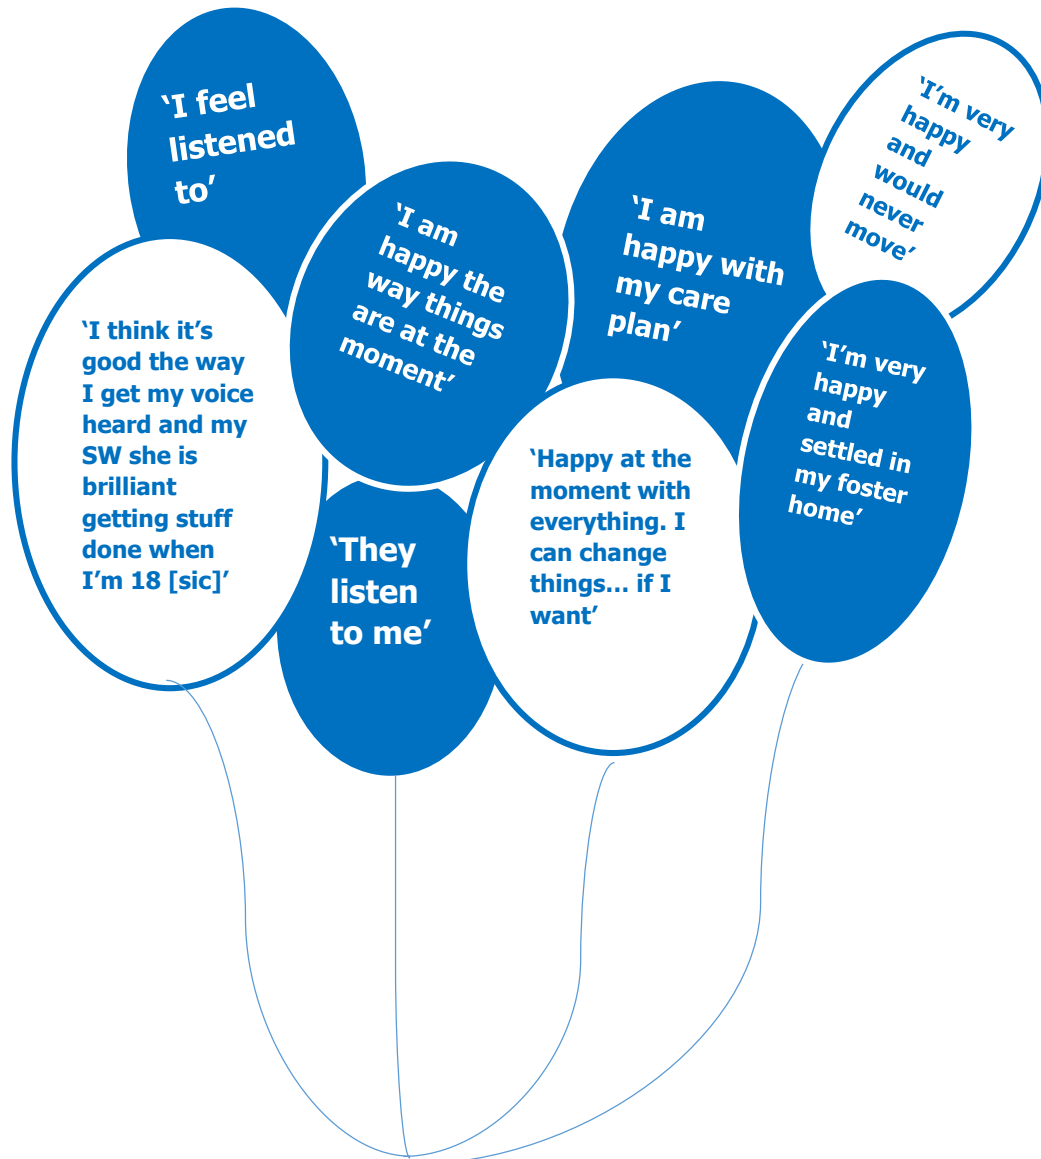 ‘I feel
listened
to’
‘I am
happy the
way things
are at the
moment’
‘I am
happy with
my care
plan’
‘I’m very
happy
and
would
never
move’
‘I think it’s
good the way
I get my voice
heard and my
SW she is
brilliant
getting stuff
done when
I’m 18 [sic]’
‘They
listen
to me’
‘Happy at the
moment with
everything. I
can change
things... if I
want’
‘I’m very
happy
and
settled in
my foster
home’